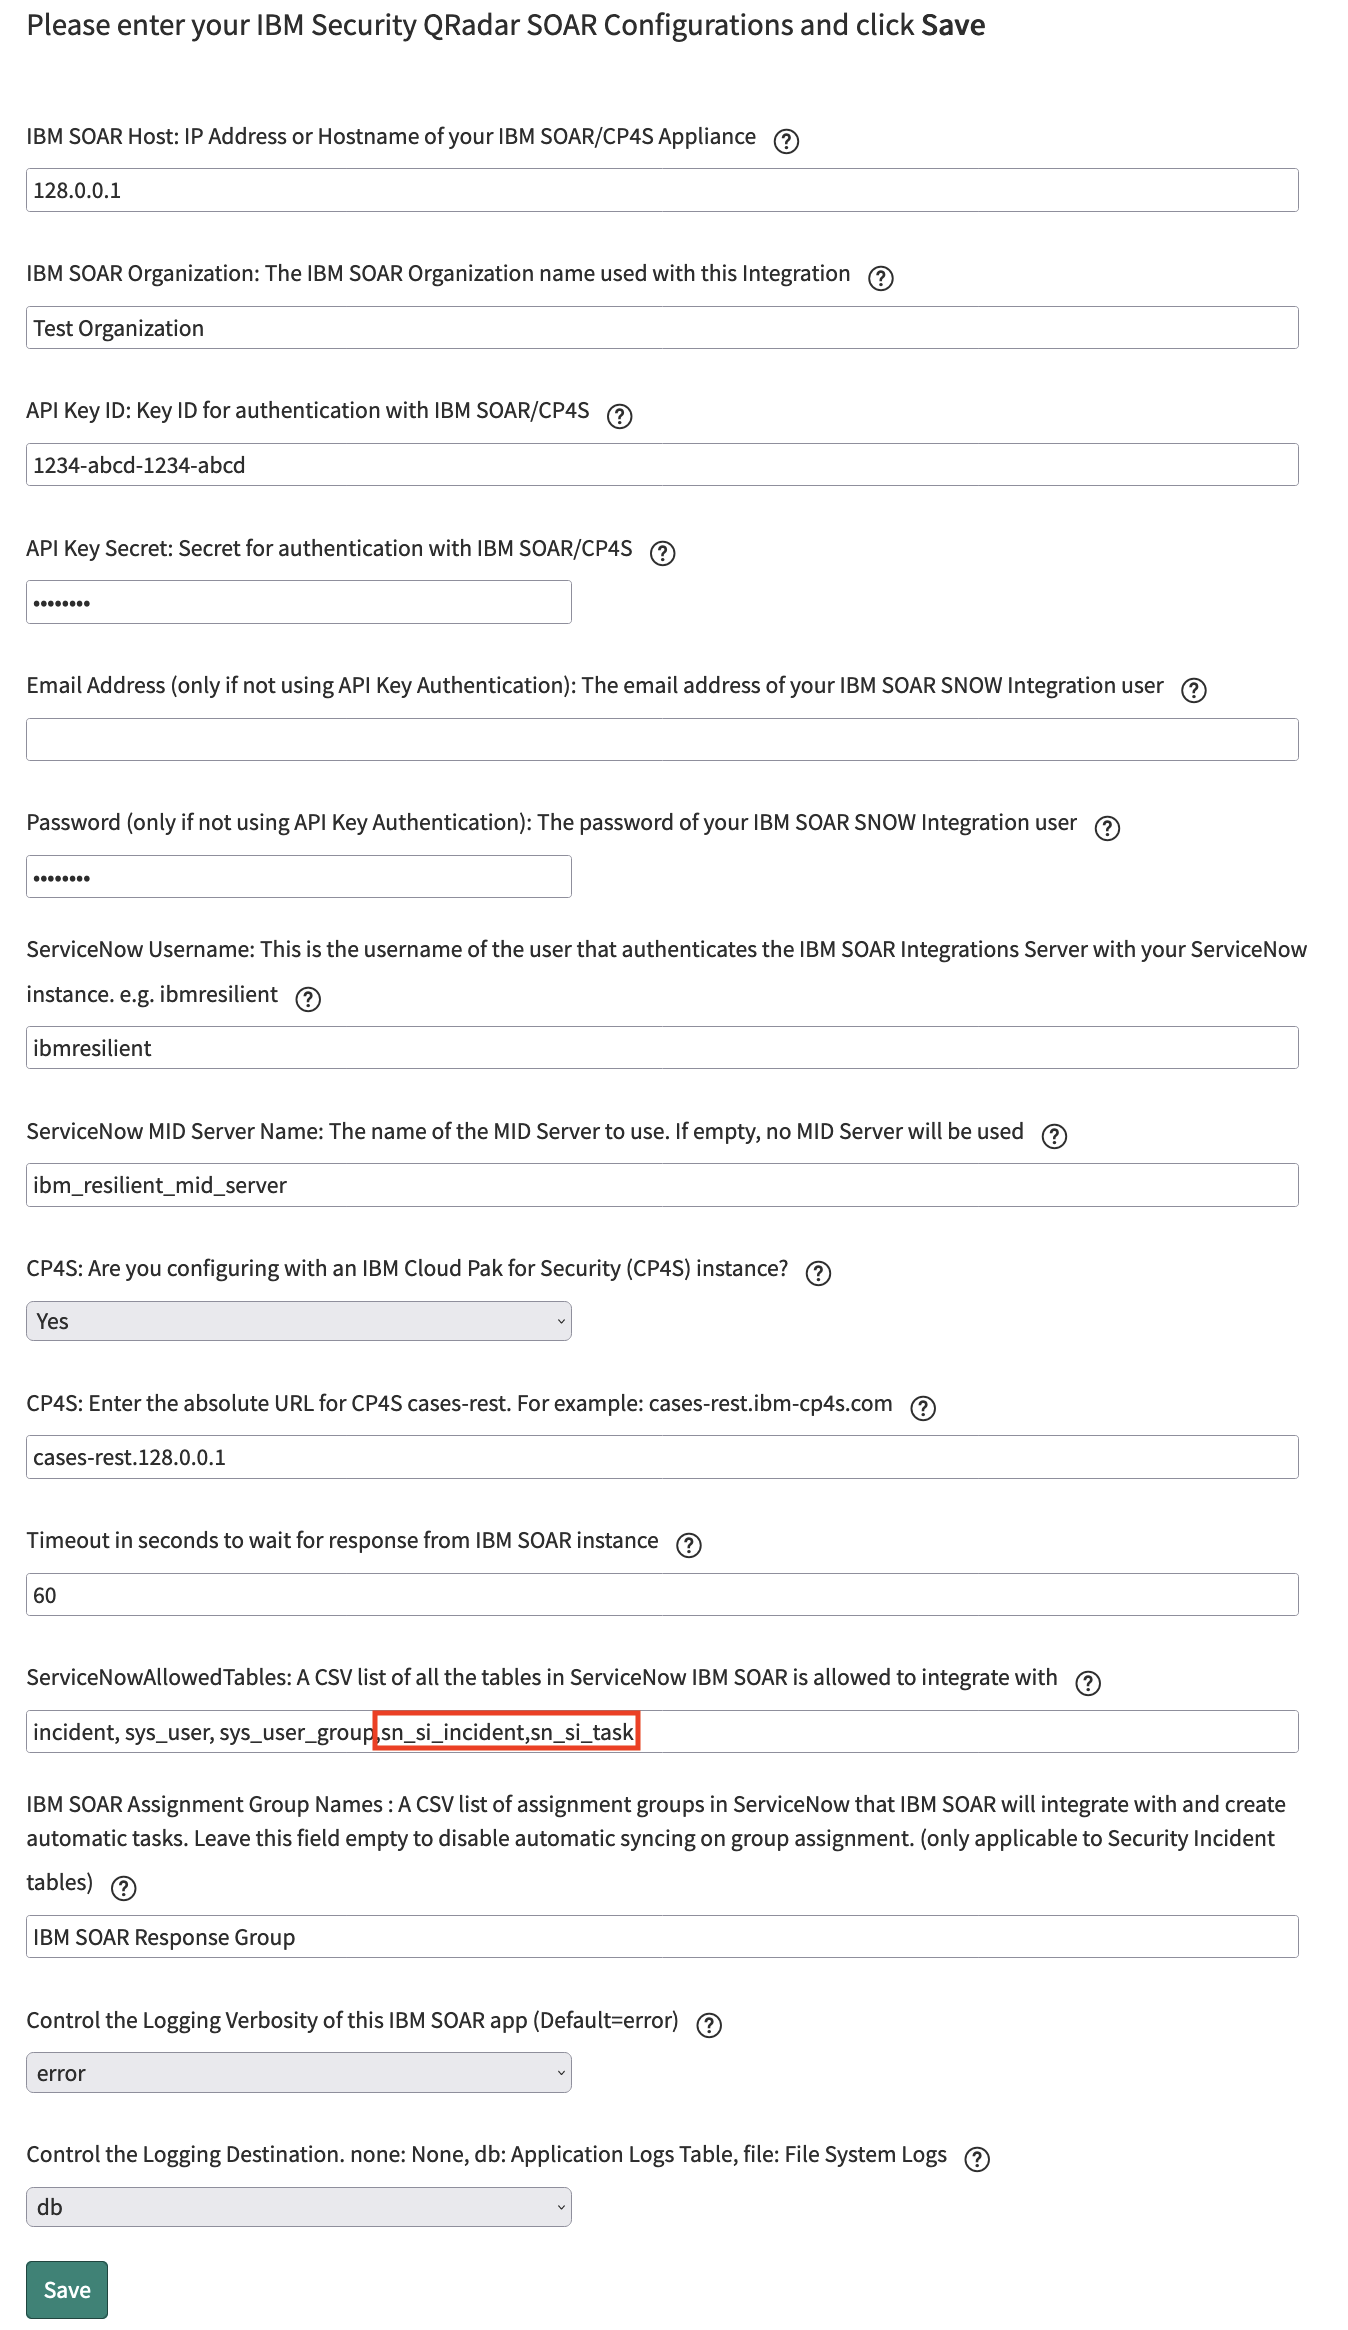 Please enter your IBM Security QRadar SOAR Configurations and click Save
IBM SOAR Host: IP Address or Hostname of your IBM SOAR/CP4S Appliance ?
128.0.0.1
IBM SOAR Organization: The IBM SOAR Organization name used with this Integration ?
Test Organization
API Key ID: Key ID for authentication with IBM SOAR/CP4S ?
1234-abcd-1234-abcd
API Key Secret: Secret for authentication with IBM SOAR/CP4S ?
••••••••
Email Address (only if not using API Key Authentication): The email address of your IBM SOAR SNOW Integration user ?
Password (only if not using API Key Authentication): The password of your IBM SOAR SNOW Integration user ?
••••••••
ServiceNow Username: This is the username of the user that authenticates the IBM SOAR Integrations Server with your ServiceNow
instance. e.g. ibmresilient ?
ibmresilient
ServiceNow MID Server Name: The name of the MID Server to use. If empty, no MID Server will be used ?
ibm_resilient_mid_server
CP4S: Are you configuring with an IBM Cloud Pak for Security (CP4S) instance? ?
Yes
CP4S: Enter the absolute URL for CP4S cases-rest. For example: cases-rest.ibm-cp4s.com ?
cases-rest.128.0.0.1
Timeout in seconds to wait for response from IBM SOAR instance ?
60
ServiceNowAllowedTables: A CSV list of all the tables in ServiceNow IBM SOAR is allowed to integrate with ?
incident, sys_user, sys_user_group,sn_si_incident,sn_si_task
IBM SOAR Assignment Group Names : A CSV list of assignment groups in ServiceNow that IBM SOAR will integrate with and create
automatic tasks. Leave this field empty to disable automatic syncing on group assignment. (only applicable to Security Incident
tables) ?
IBM SOAR Response Group
Control the Logging Verbosity of this IBM SOAR app (Default=error) ?
error
Control the Logging Destination. none: None, db: Application Logs Table, file: File System Logs ?
db
Save